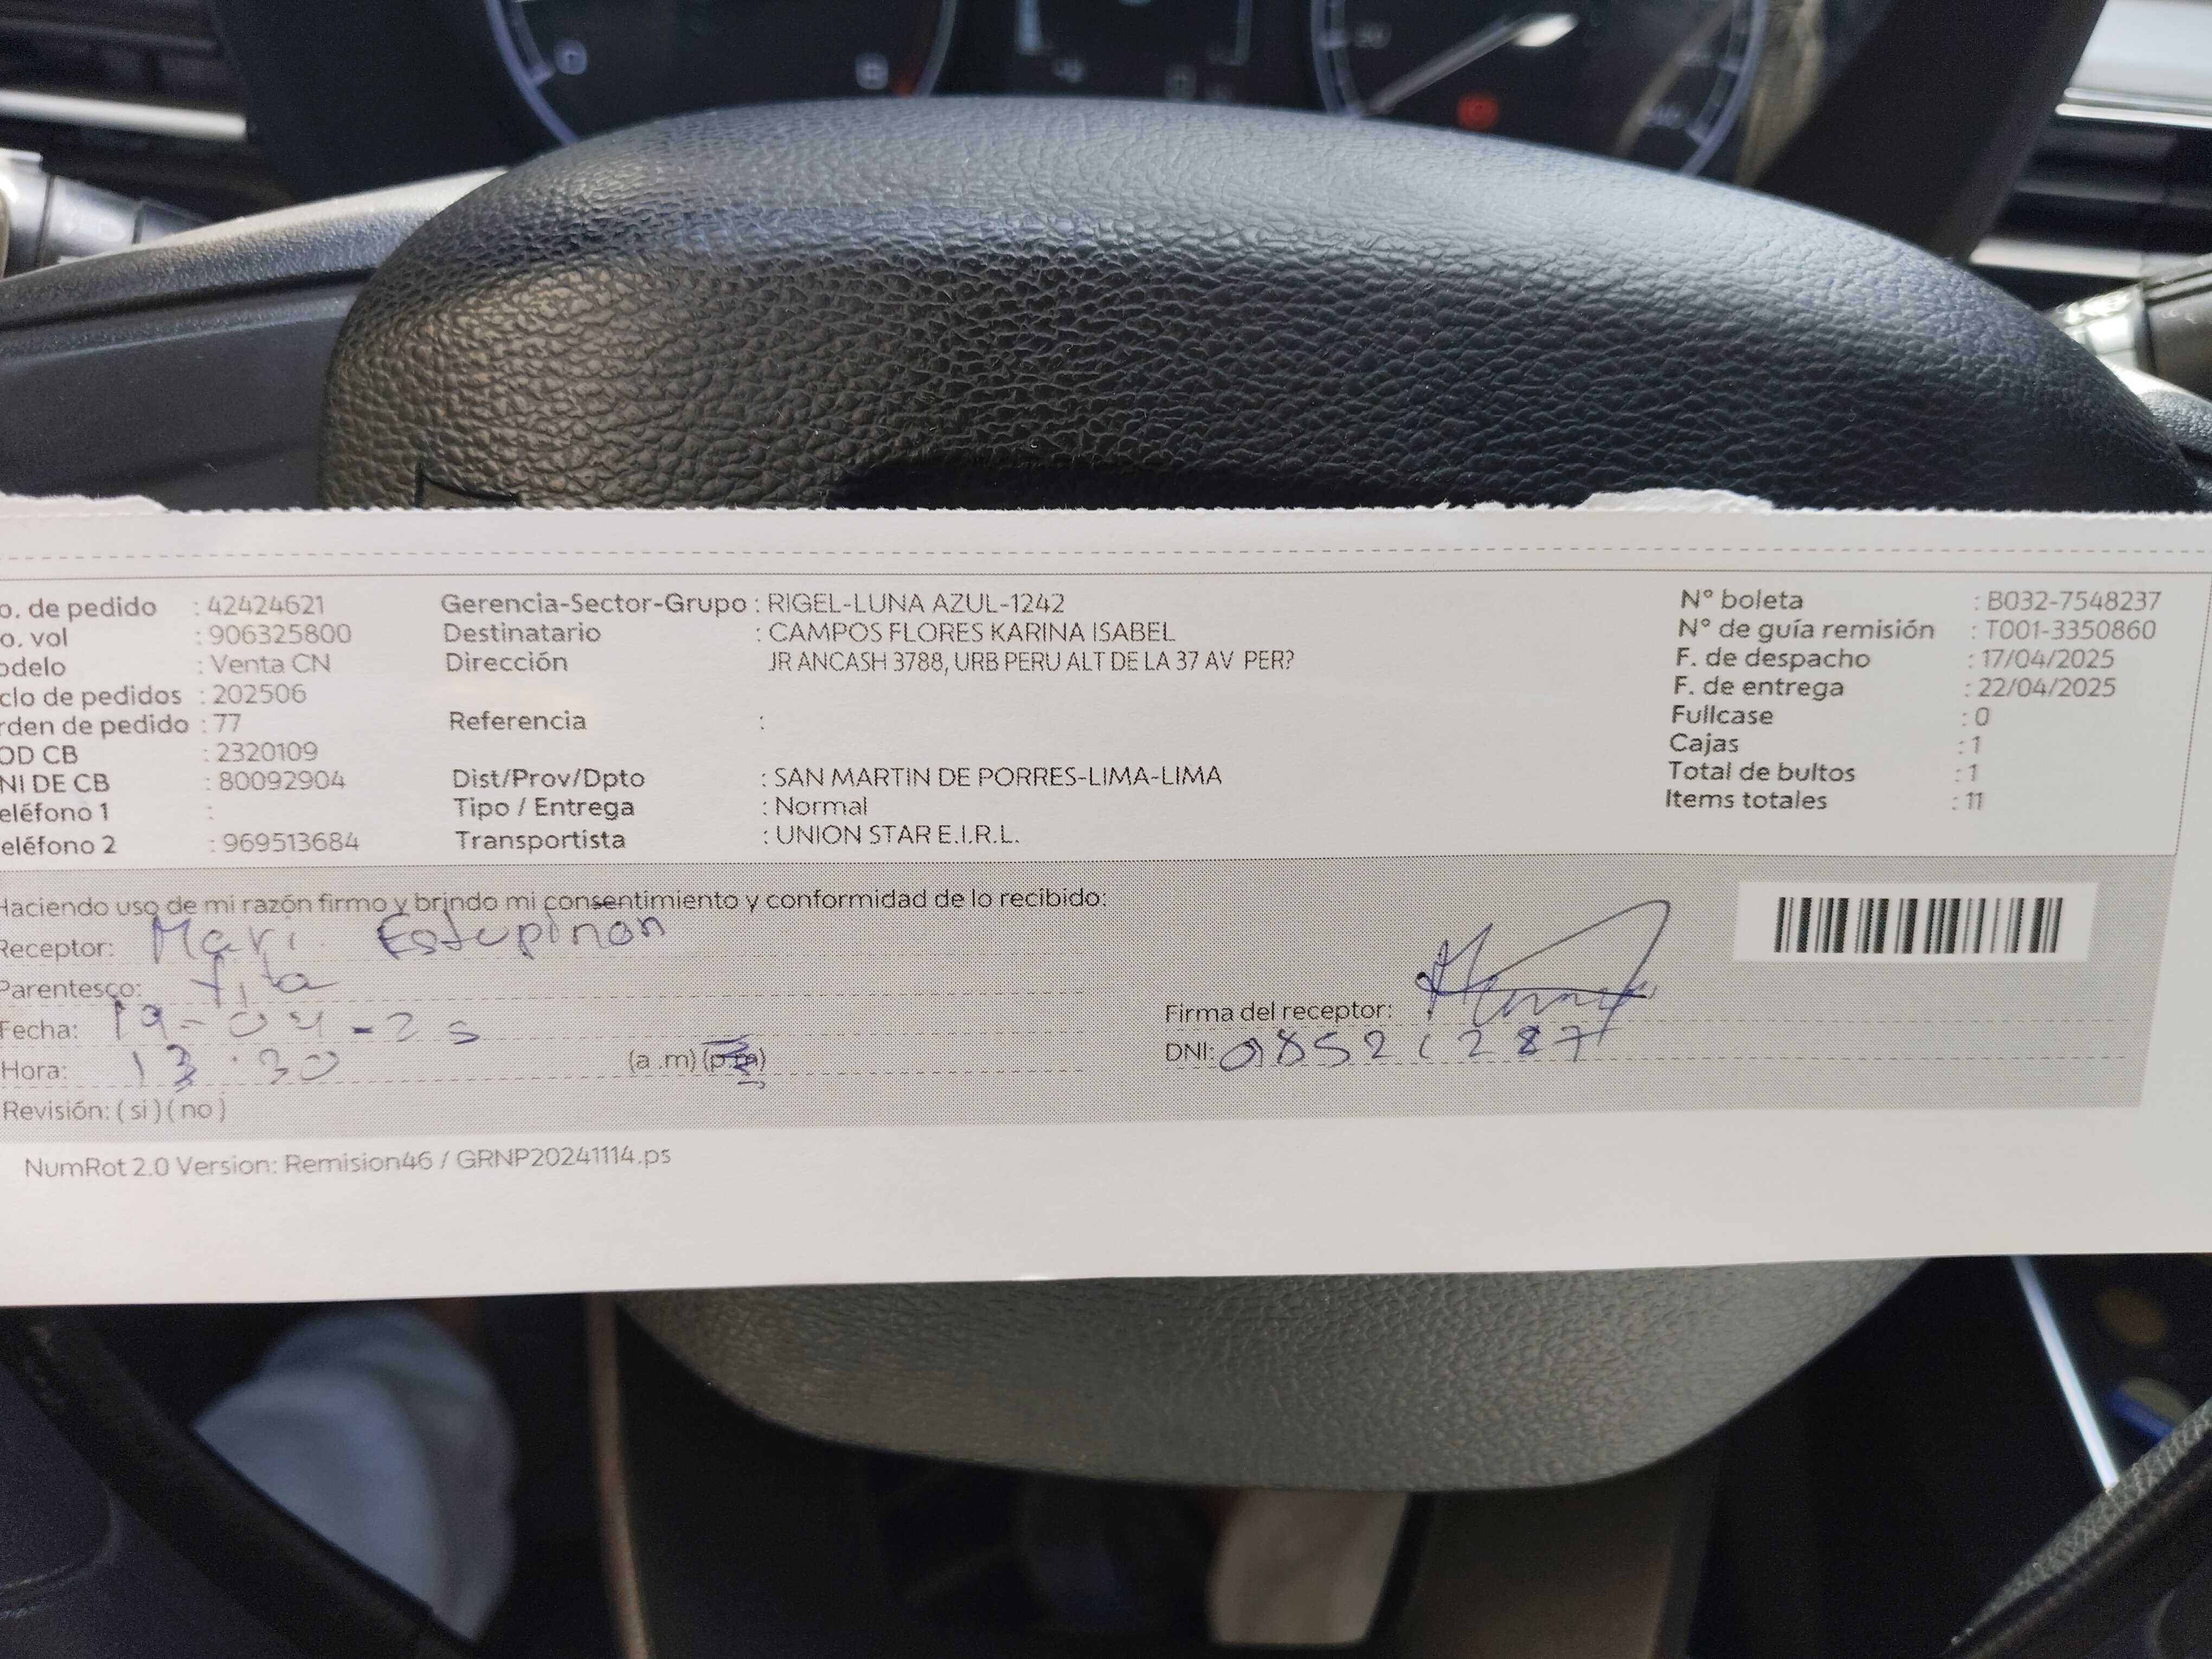 o. de pedido : 42424621
o. vol : 906325800
odelo : Venta CN
clo de pedidos : 202506
rden de pedido : 77
OD CB : 2320109
NI DE CB : 80092904
eléfono 1 :
eléfono 2 : 969513684
Gerencia-Sector-Grupo : RIGEL-LUNA AZUL-1242
Destinatario : CAMPOS FLORES KARINA ISABEL
Dirección JR ANCASH 3788, URB PERU ALT DE LA 37 AV PER?
Referencia :
Dist/Prov/Dpto : SAN MARTIN DE PORRES-LIMA-LIMA
Tipo / Entrega : Normal
Transportista : UNION STAR E.I.R.L.
N° boleta : B032-7548237
N° de guía remisión : T001-3350860
F. de despacho : 17/04/2025
F. de entrega : 22/04/2025
Fullcase : 0
Cajas : 1
Total de bultos : 1
Items totales : 11
Haciendo uso de mi razón firmo y brindo mi consentimiento y conformidad de lo recibido:
Receptor: Mari Estupiñon
Parentesco:
Fecha: 19-04-25
Hora: 13:30 (a.m) (p.m)
Revisión: ( si ) ( no )
Firma del receptor:
DNI:
NumRot 2.0 Version: Remision46 / GRNP20241114.ps